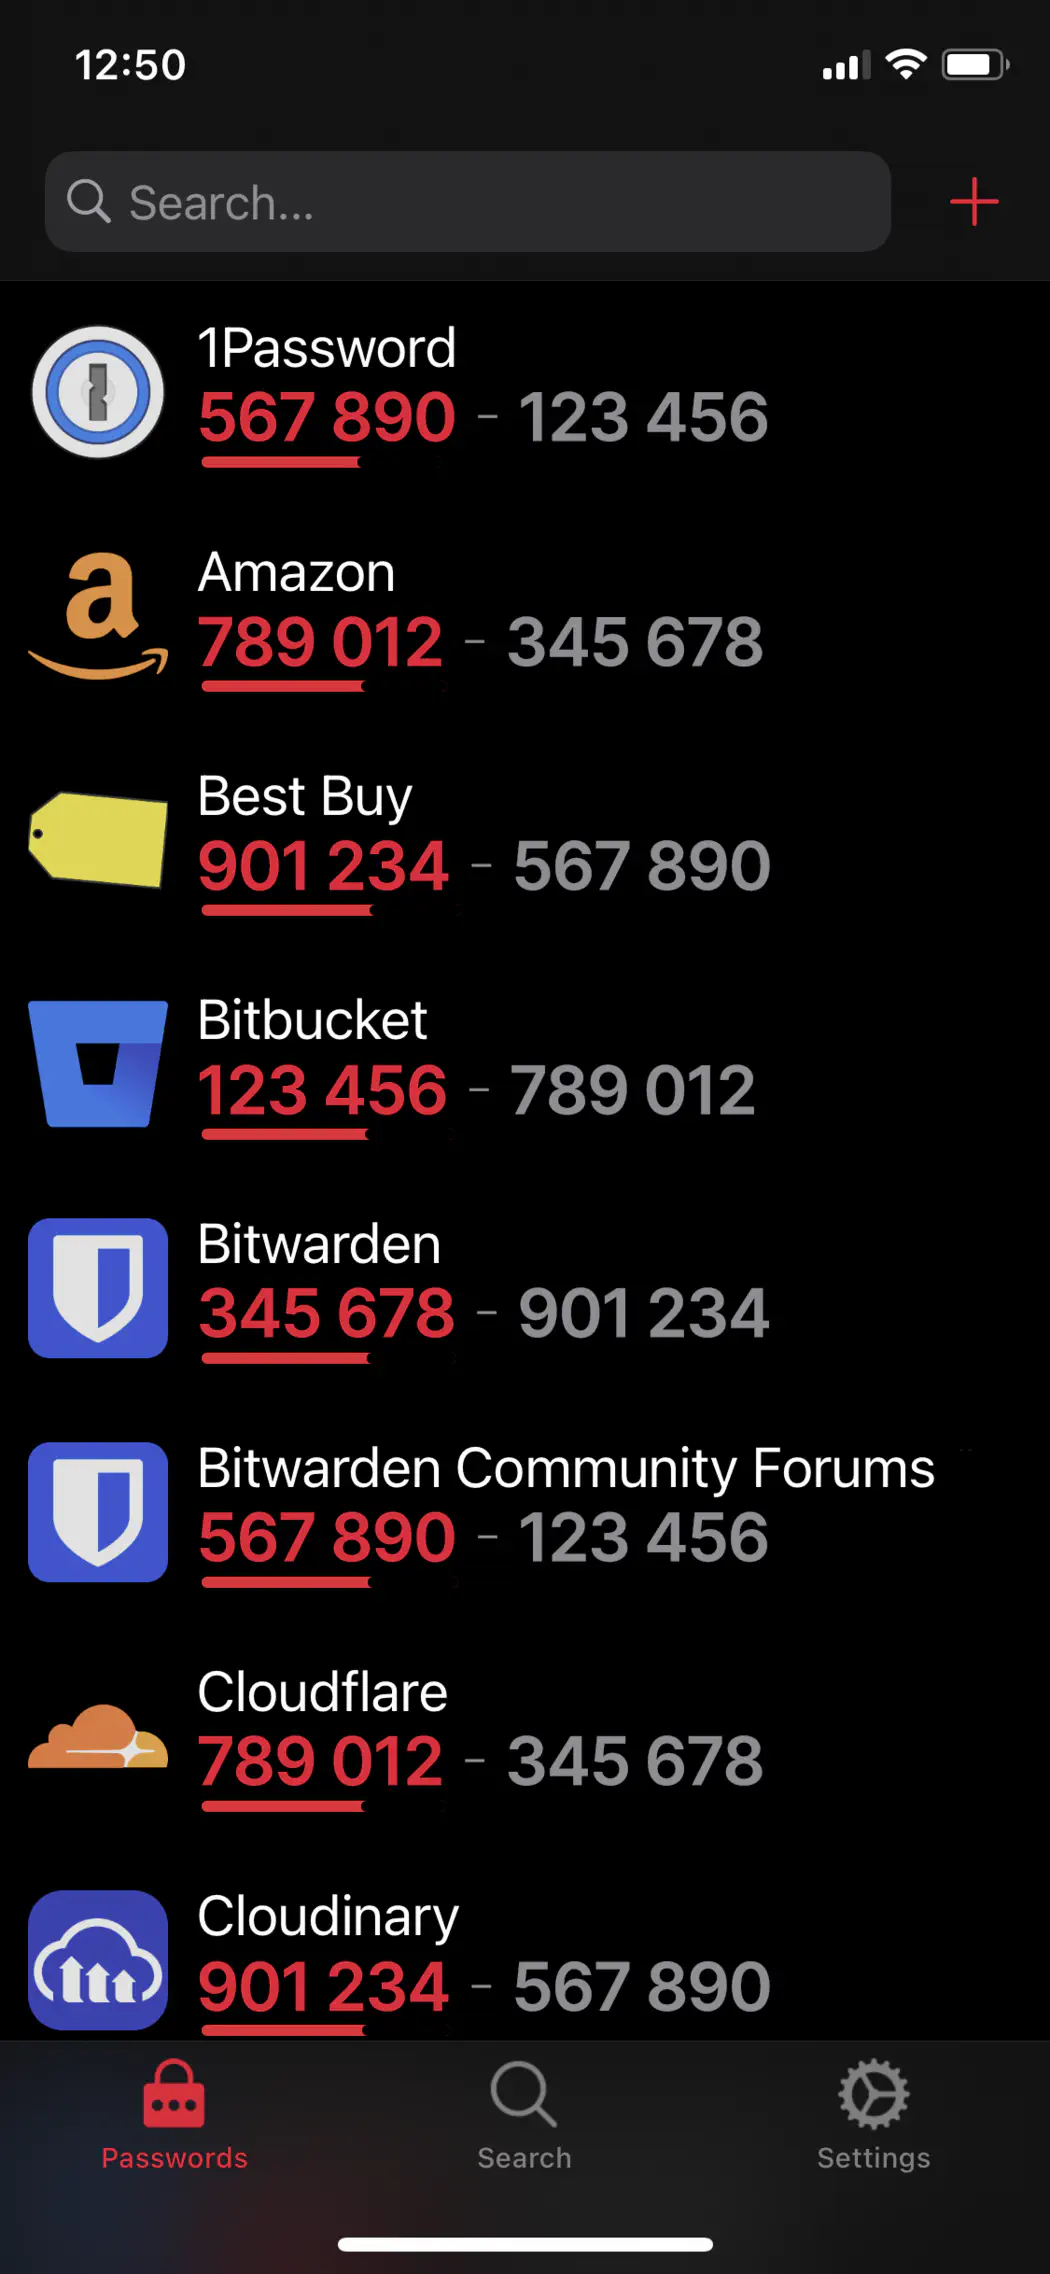 12:50
Search...
1Password
567 890 - 123 456
Amazon
789 012 - 345 678
Best Buy
901 234 - 567 890
Bitbucket
123 456 - 789 012
Bitwarden
345 678 - 901 234
Bitwarden Community Forums
567 890 - 123 456
Cloudflare
789 012 - 345 678
Cloudinary
901 234 - 567 890
Passwords
Search
Settings